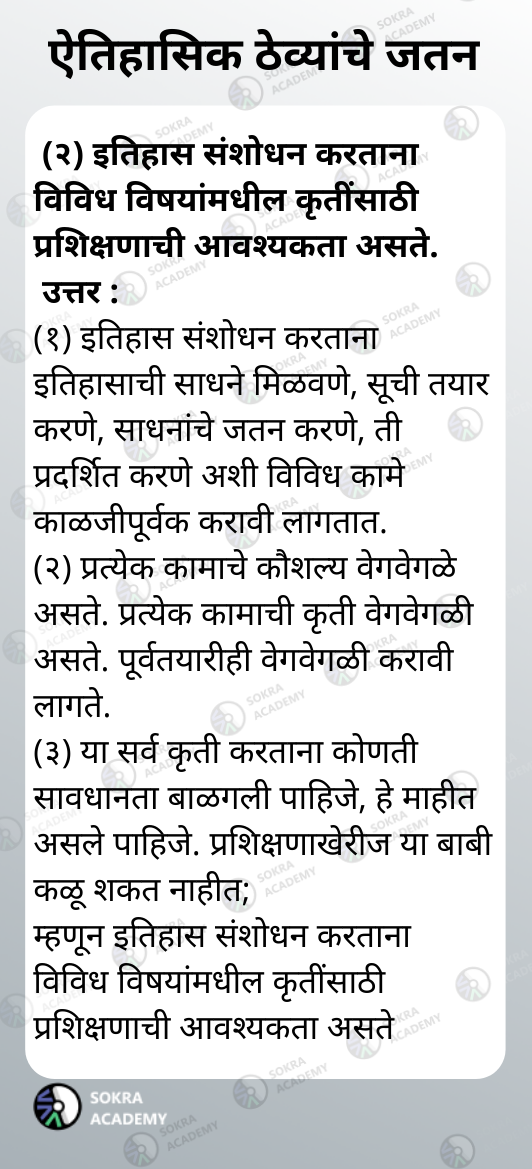 ऐतिहासिक ठेव्यांचे जतन
(२) इतिहास संशोधन करताना
विविध विषयांमधील कृतींसाठी
प्रशिक्षणाची आवश्यकता असते.
उत्तर :
(१) इतिहास संशोधन करताना
इतिहासाची साधने मिळवणे, सूची तयार
करणे, साधनांचे जतन करणे, ती
प्रदर्शित करणे अशी विविध कामे
काळजीपूर्वक करावी लागतात.
(२) प्रत्येक कामाचे कौशल्य वेगवेगळे
असते. प्रत्येक कामाची कृती वेगवेगळी
असते. पूर्वतयारीही वेगवेगळी करावी
लागते.
(३) या सर्व कृती करताना कोणती
सावधानता बाळगली पाहिजे, हे माहीत
असले पाहिजे. प्रशिक्षणाखेरीज या बाबी
कळू शकत नाहीत;
म्हणून इतिहास संशोधन करताना
विविध विषयांमधील कृतींसाठी
प्रशिक्षणाची आवश्यकता असते
SOKRA
ACADEMY